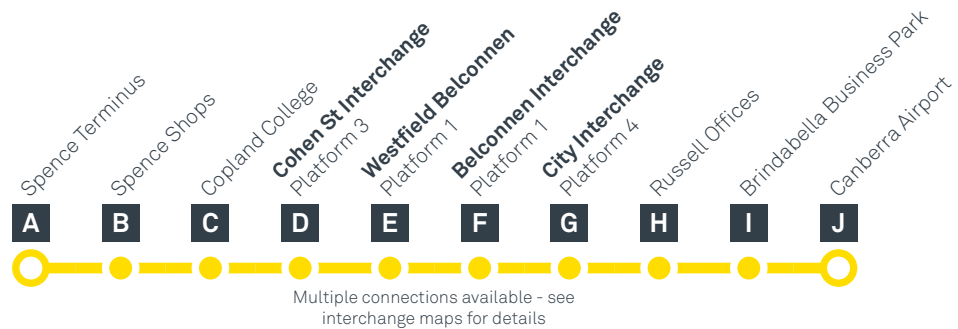 Spence Terminus
Spence Shops
Copland College
Cohen St Interchange
Platform 3
Westfield Belconnen
Platform 1
Belconnen Interchange
Platform 1
City Interchange
Platform 4
Russell Offices
Brindabella Business Park
Canberra Airport
A B C D E F G H I J
Multiple connections available - see
interchange maps for details